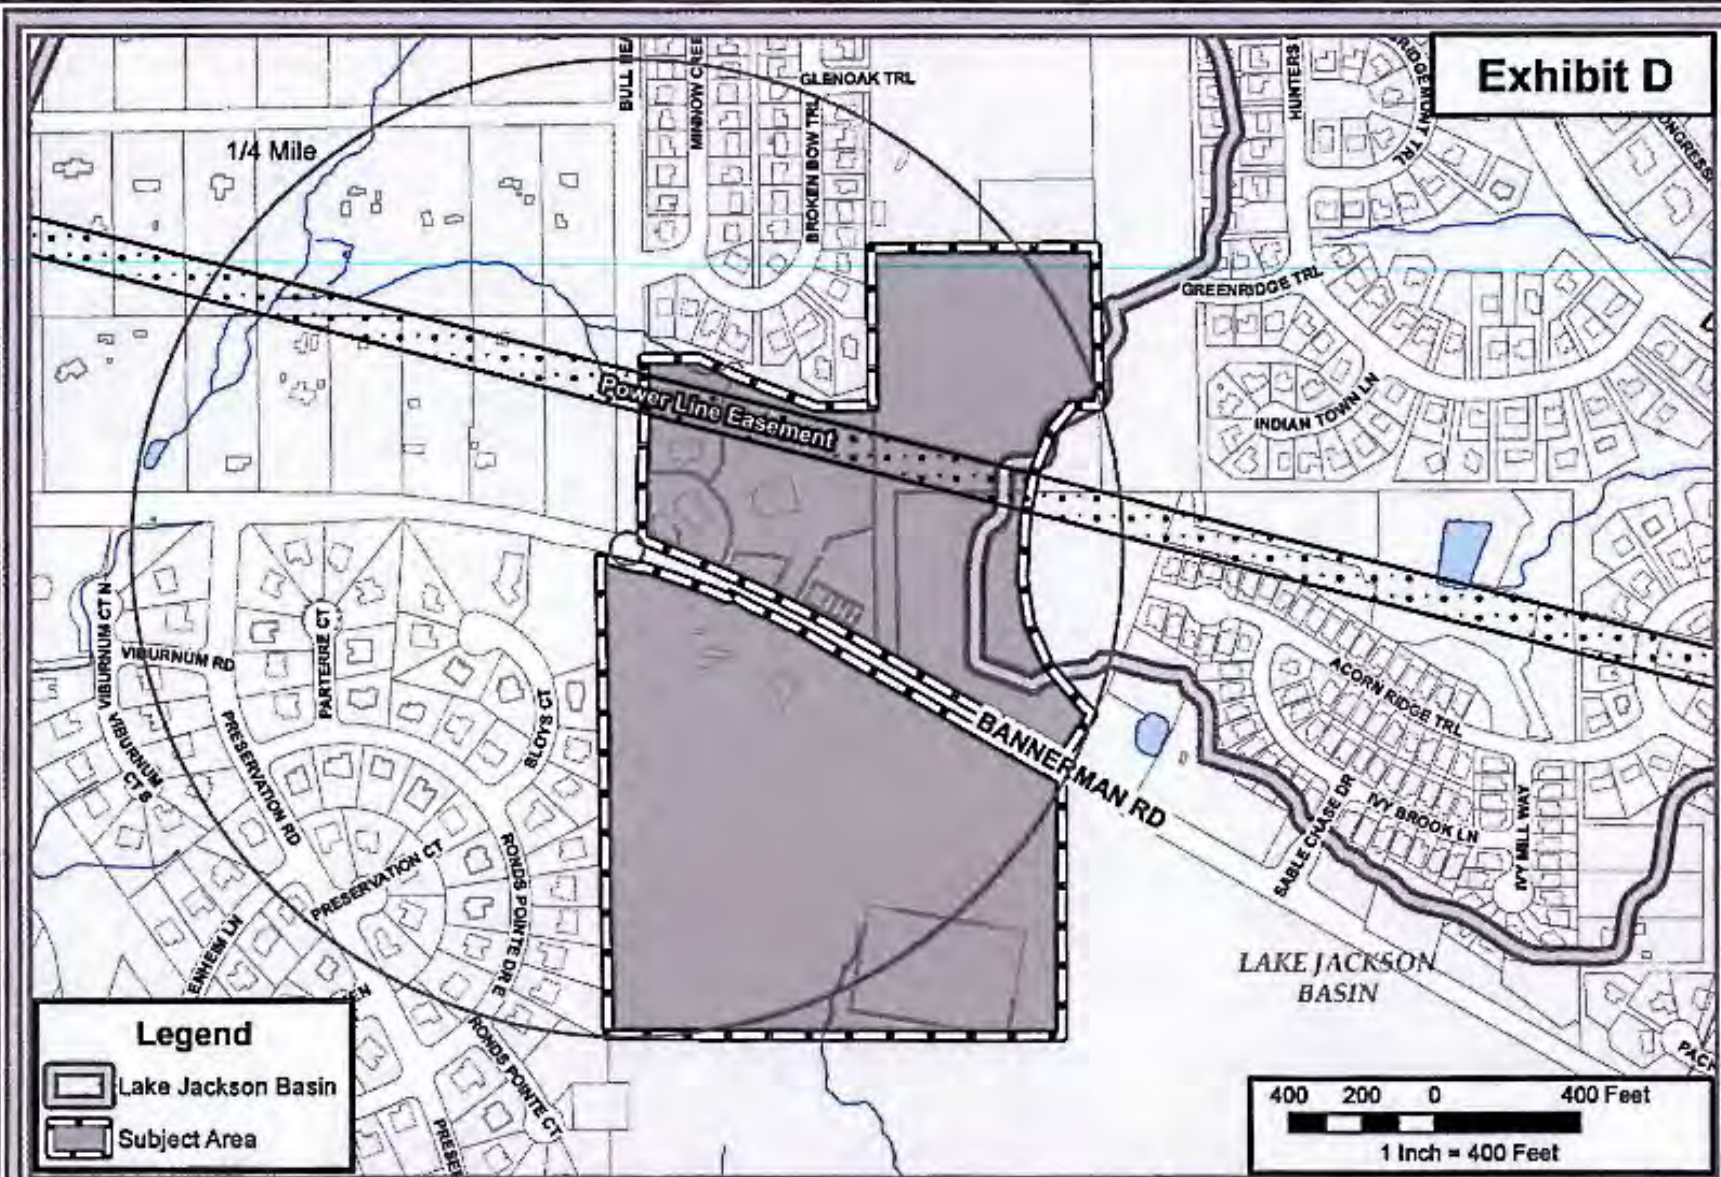 Exhibit D
GLENOAK TRL
1/4 Mile
BROKEN BOW TRL
GREENRIDGE TRL
INDIAN TOWN LN
Power Line Easement
VIBURNUM CT N
VIBURNUM RD
PARTERRE CT
VIBURNUM
CT S
PRESERVATION RD
BLOYS CT
PRESERVATION CT
RONDS POINTE DR E
RONDS POINTE CT
BANNERMAN RD
ACORN RIDGE TRL
IVY BROOK LN
SABLE CHASE DR
IVY MILL WAY
LAKE JACKSON
BASIN
Legend
Lake Jackson Basin
Subject Area
400 200 0 400 Feet
1 Inch = 400 Feet